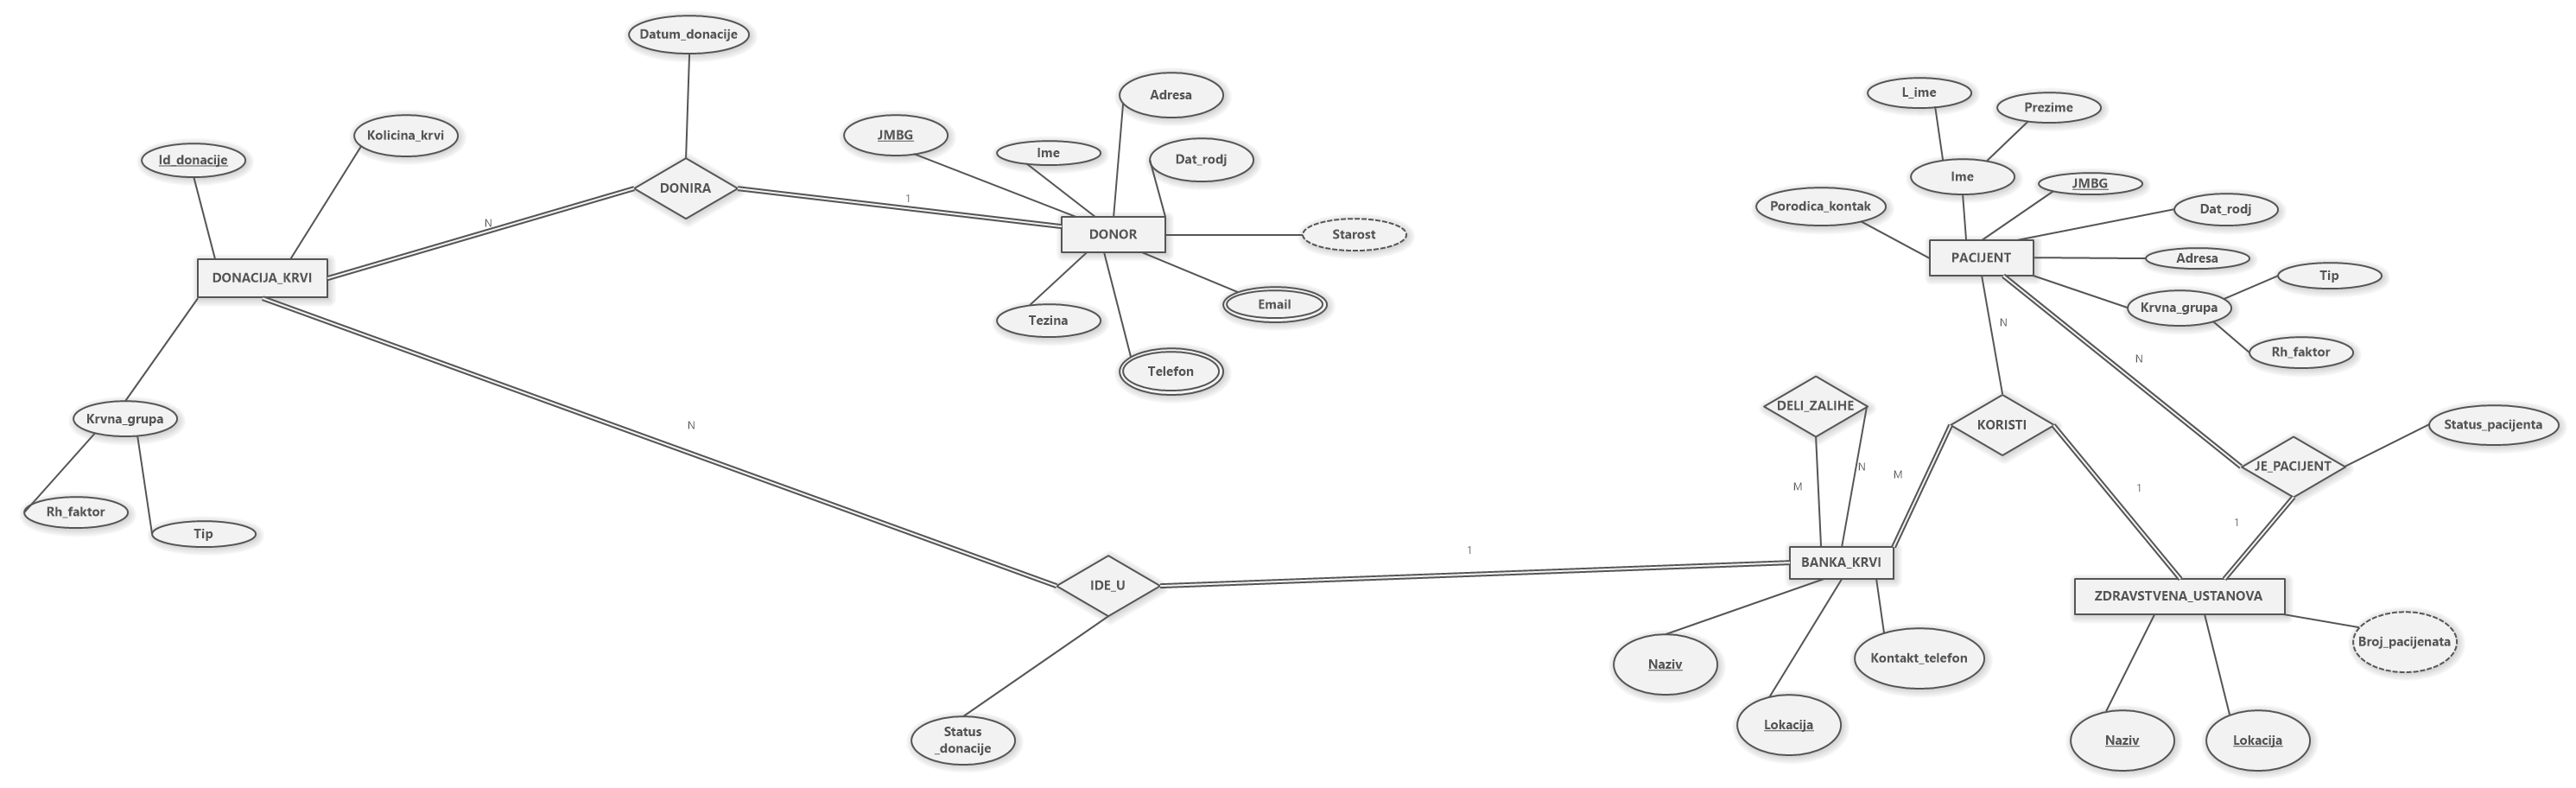 Datum_donacije
Kolicina_krvi
Id_donacije
DONIRA
N
1
DONACIJA_KRVI
Krvna_grupa
Rh_faktor
Tip
Adresa
JMBG
Ime
Dat_rodj
DONOR
Starost
Email
Tezina
Telefon
L_ime
Prezime
Ime
JMBG
Porodica_kontak
Dat_rodj
PACIJENT
Adresa
Tip
Krvna_grupa
Rh_faktor
N
N
DELI_ZALIHE
KORISTI
Status_pacijenta
JE_PACIJENT
N
M
M
1
1
N
1
IDE_U
BANKA_KRVI
ZDRAVSTVENA_USTANOVA
Status
_donacije
Naziv
Kontakt_telefon
Lokacija
Broj_pacijenata
Naziv
Lokacija